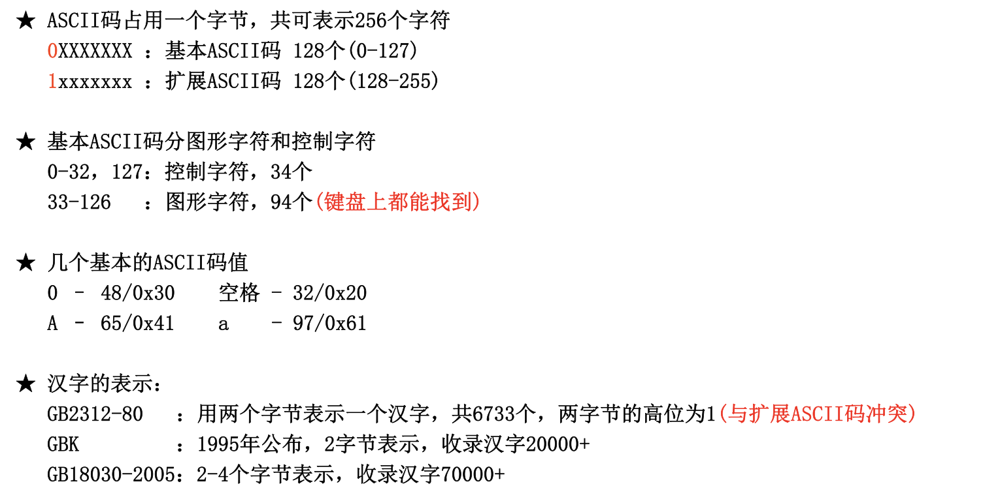 ★ ASCII码占用一个字节，共可表示256个字符
0XXXXXXX ：基本ASCII码 128个(0-127)
1xxxxxxx ：扩展ASCII码 128个(128-255)
★ 基本ASCII码分图形字符和控制字符
0-32，127：控制字符，34个
33-126 ：图形字符，94个(键盘上都能找到)
★ 几个基本的ASCII码值
0 - 48/0x30 空格 - 32/0x20
A - 65/0x41 a - 97/0x61
★ 汉字的表示：
GB2312-80 ：用两个字节表示一个汉字，共6733个，两字节的高位为1(与扩展ASCII码冲突)
GBK ：1995年公布，2字节表示，收录汉字20000+
GB18030-2005：2-4个字节表示，收录汉字70000+